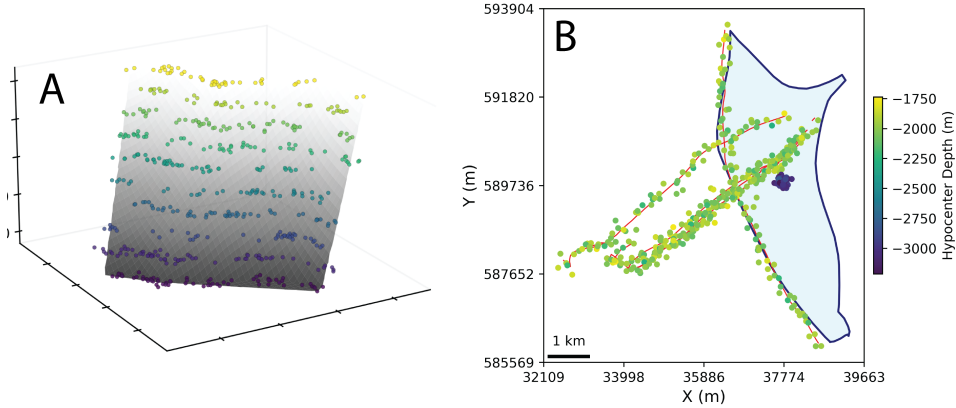 A
B
593904
591820
589736
587652
585569
Y (m)
1 km
32109 33998 35886 37774 39663
X (m)
−1750
−2000
−2250
−2500
−2750
−3000
Hypocenter Depth (m)